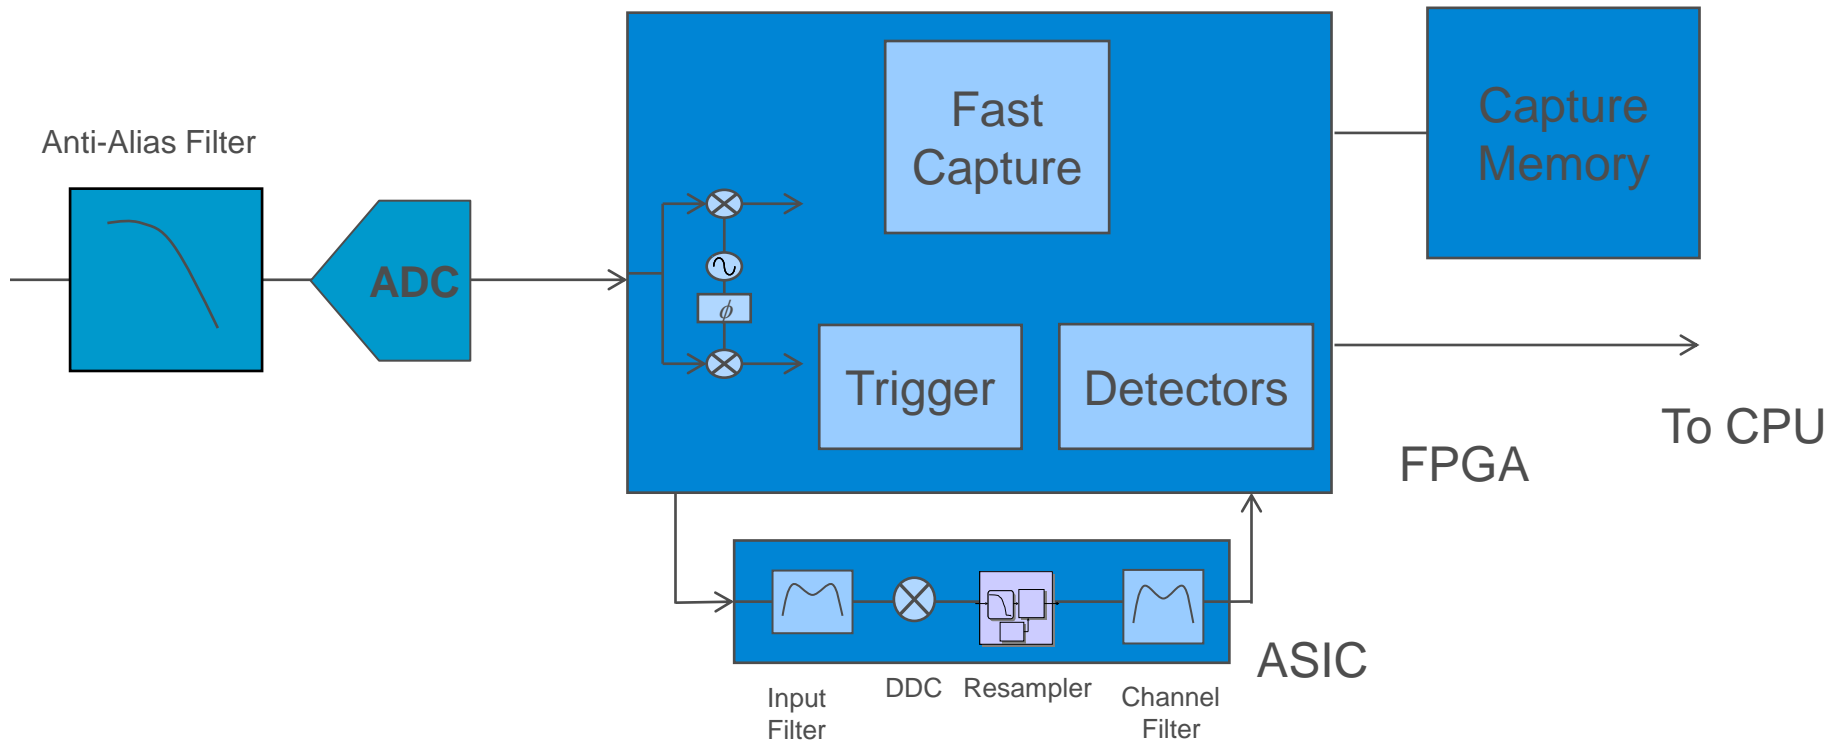 Anti-Alias Filter
ADC
ϕ
Fast
Capture
Trigger
Detectors
Capture
Memory
To CPU
FPGA
ASIC
Input
Filter
DDC
Resampler
Channel
Filter